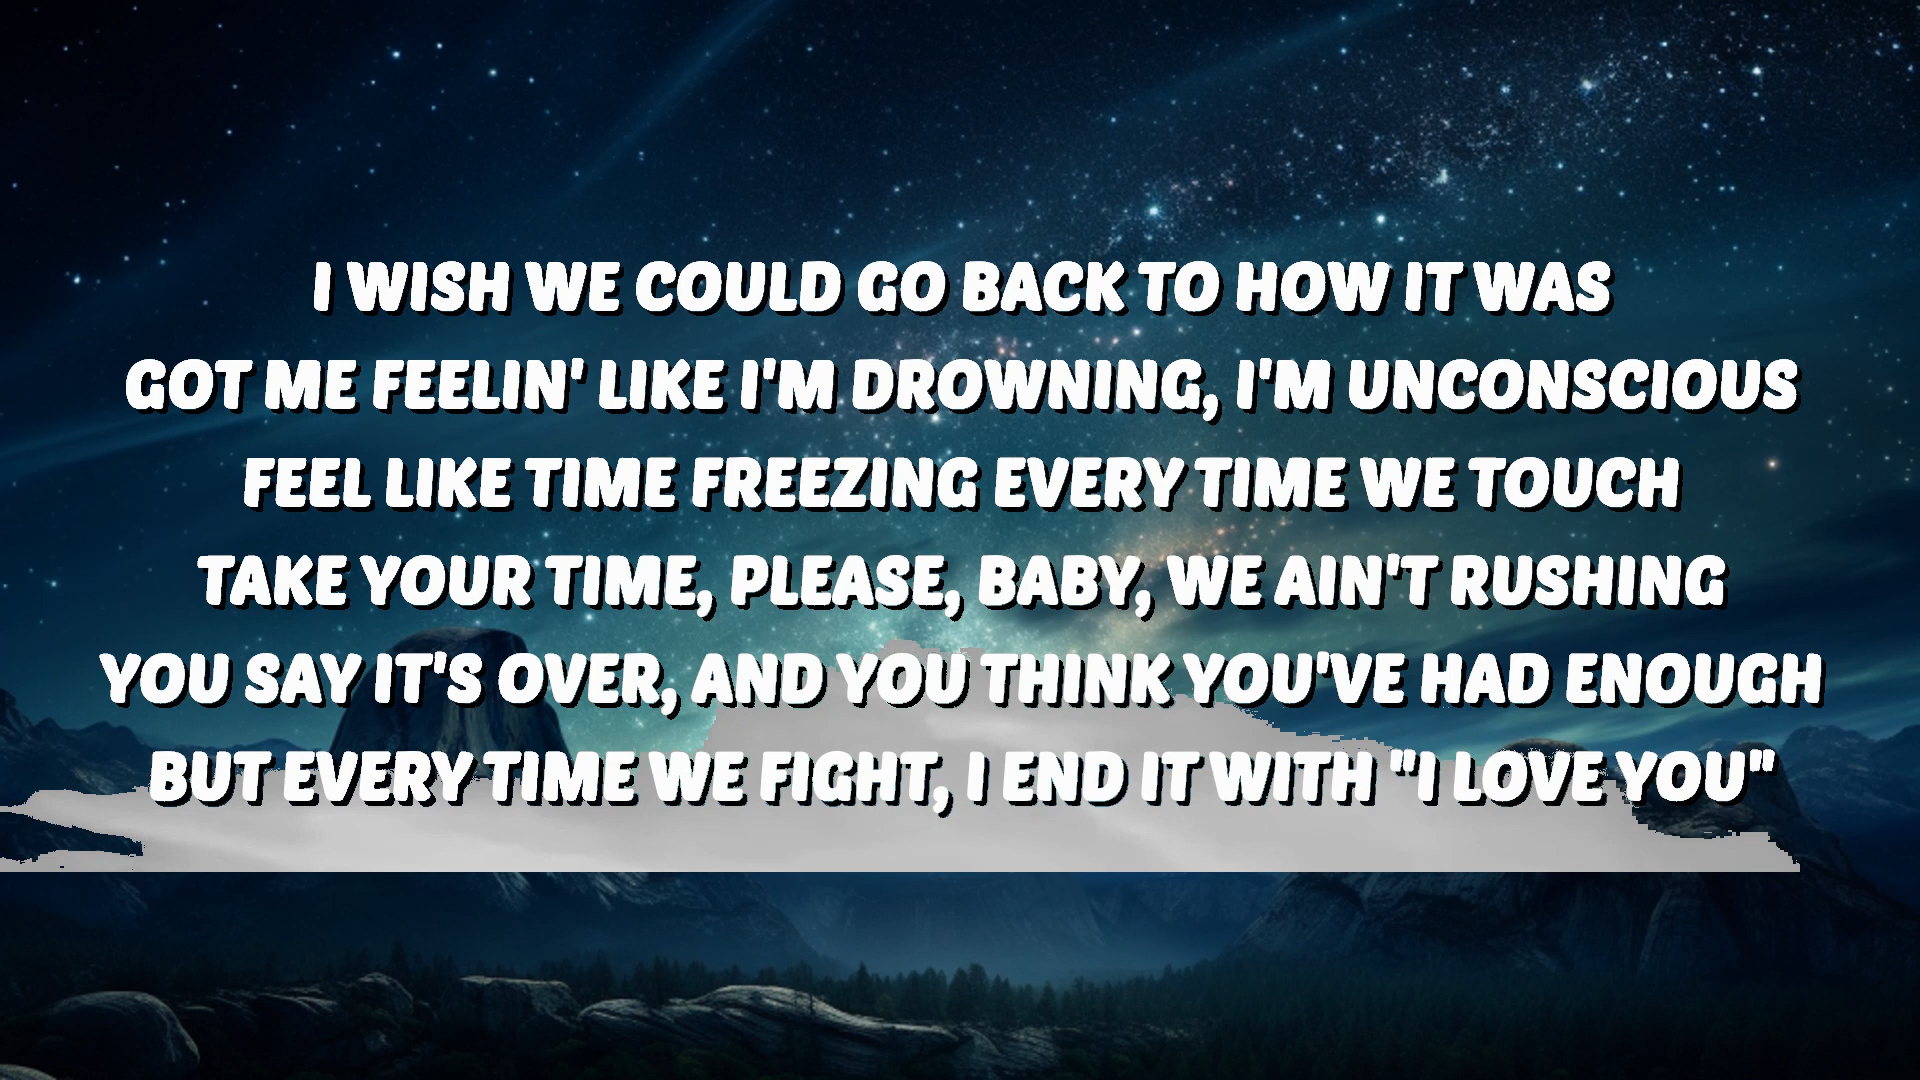 I WISH WE COULD GO BACK TO HOW IT WAS
GOT ME FEELIN' LIKE I'M DROWNING, I'M UNCONSCIOUS
FEEL LIKE TIME FREEZING EVERY TIME WE TOUCH
TAKE YOUR TIME, PLEASE, BABY, WE AIN'T RUSHING
YOU SAY IT'S OVER, AND YOU THINK YOU'VE HAD ENOUGH
BUT EVERY TIME WE FIGHT, I END IT WITH "I LOVE YOU"